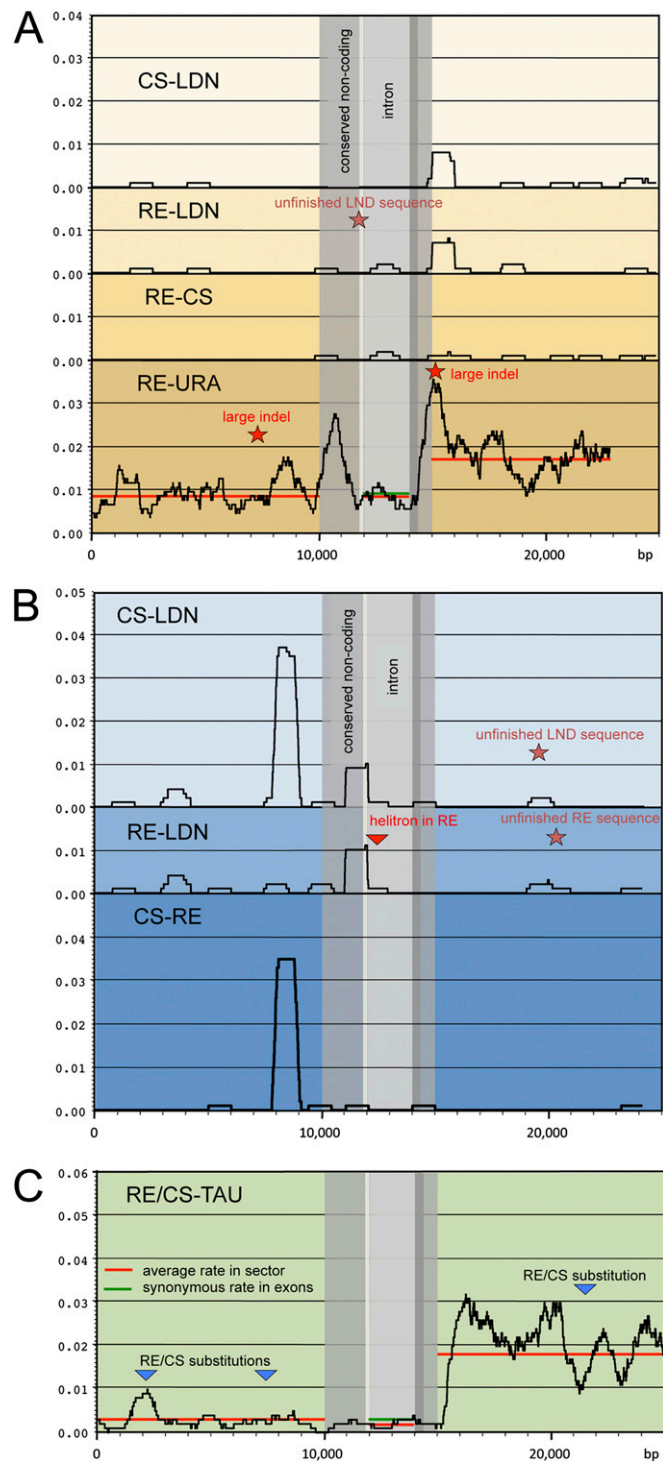 A
0.04
0.03
0.02
0.01
0.00
CS-LDN
conserved non-coding
intron
RE-LDN
unfinished LND sequence
0.01
0.00
RE-CS
0.01
0.00
RE-URA
large indel
large indel
0.03
0.02
0.01
0.00
0
10,000
20,000
bp
B
0.05
0.04
0.03
0.02
0.01
0.00
CS-LDN
conserved non-coding
intron
unfinished LND sequence
RE-LDN
helitron in RE
unfinished RE sequence
0.01
0.00
CS-RE
0.04
0.03
0.02
0.01
0.00
0
10,000
20,000
C
0.06
0.05
0.04
0.03
0.02
0.01
0.00
RE/CS-TAU
average rate in sector
synonymous rate in exons
RE/CS substitution
RE/CS substitutions
0
10,000
20,000
bp